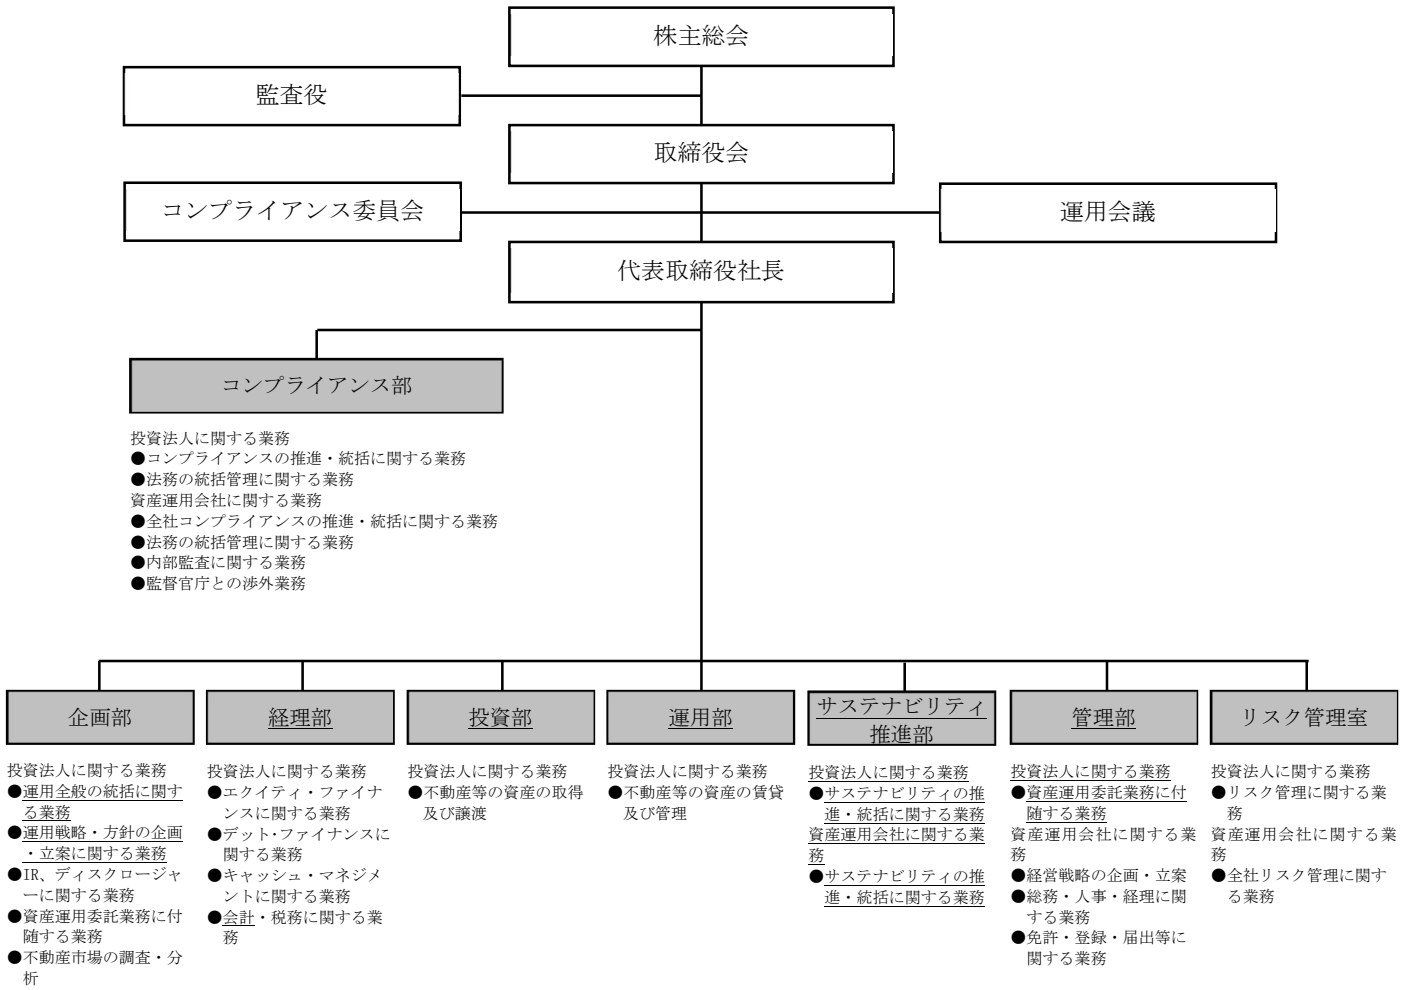 株主総会
監査役
取締役会
コンプライアンス委員会
運用会議
代表取締役社長
コンプライアンス部
投資法人に関する業務
●コンプライアンスの推進・統括に関する業務
●法務の統括管理に関する業務
資産運用会社に関する業務
●全社コンプライアンスの推進・統括に関する業務
●法務の統括管理に関する業務
●内部監査に関する業務
●監督官庁との渉外業務
企画部
投資法人に関する業務
●運用全般の統括に関す
る業務
●運用戦略・方針の企画
・立案に関する業務
●IR、ディスクロージャ
ーに関する業務
●資産運用委託業務に付
随する業務
●不動産市場の調査・分
析
経理部
投資法人に関する業務
●エクイティ・ファイナ
ンスに関する業務
●デット・ファイナンスに
関する業務
●キャッシュ・マネジメ
ントに関する業務
●会計・税務に関する業
務
投資部
投資法人に関する業務
●不動産等の資産の取得
及び譲渡
運用部
投資法人に関する業務
●不動産等の資産の賃貸
及び管理
サステナビリティ
推進部
投資法人に関する業務
●サステナビリティの推
進・統括に関する業務
資産運用会社に関する業
務
●サステナビリティの推
進・統括に関する業務
管理部
投資法人に関する業務
●資産運用委託業務に付
随する業務
資産運用会社に関する業
務
●経営戦略の企画・立案
●総務・人事・経理に関
する業務
●免許・登録・届出等に
関する業務
リスク管理室
投資法人に関する業務
●リスク管理に関する業
務
資産運用会社に関する業
務
●全社リスク管理に関す
る業務